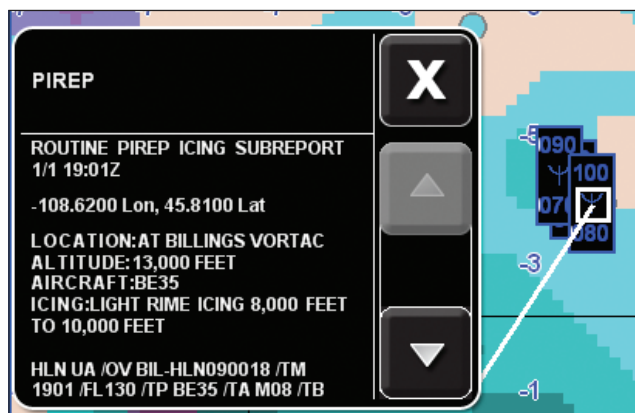 PIREP
X
ROUTINE PIREP ICING SUBREPORT
1/1 19:01Z
-108.6200 Lon, 45.8100 Lat
LOCATION:AT BILLINGS VORTAC
ALTITUDE:13,000 FEET
AIRCRAFT:BE35
ICING:LIGHT RIME ICING 8,000 FEET
TO 10,000 FEET
HLN UA /OV BIL-HLN090018 /TM
1901 /FL130 /TP BE35 /TA M08 /TB
-5
090
100
070
080
-3
-1